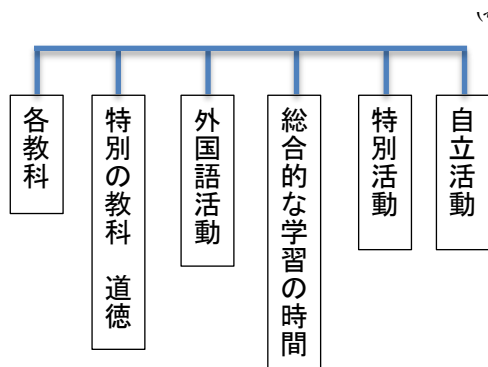 各教科
特別の教科 道徳
外国語活動
総合的な学習の時間
特別活動
自立活動